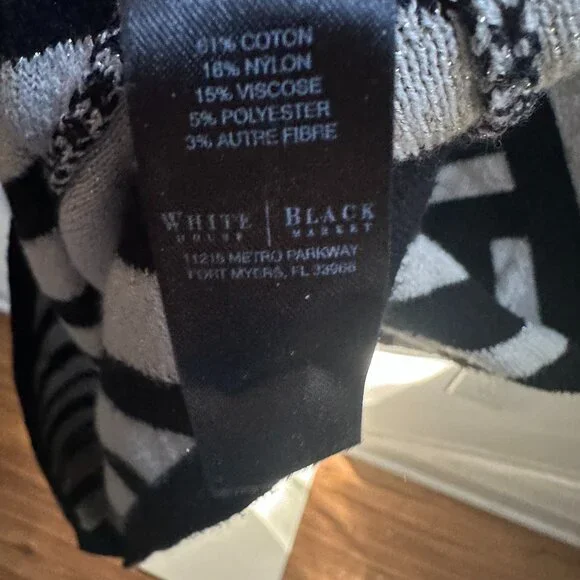 61% COTTON
16% NYLON
15% VISCOSE
5% POLYESTER
3% AUTRE FIBRE
WHITE | BLACK
HOUSE MARKET
11215 METRO PARKWAY
FORT MYERS, FL 33966